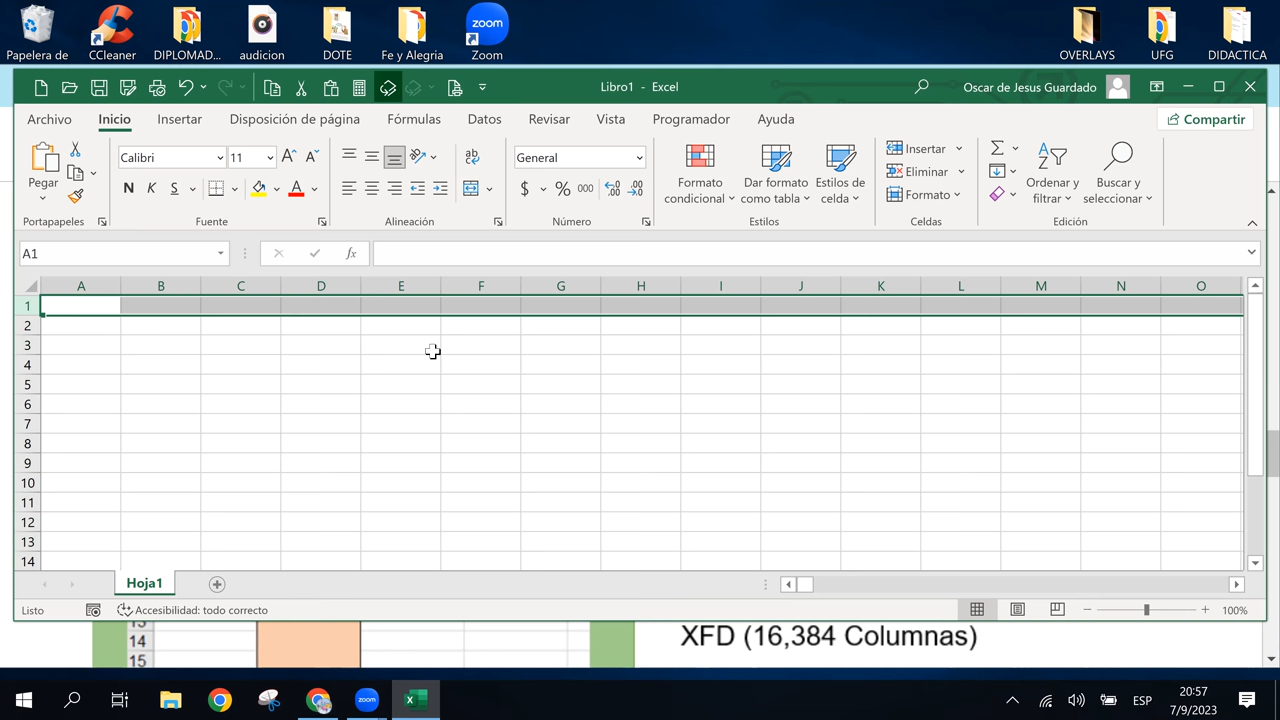 Papelera de
CCleaner
DIPLOMAD...
audicion
DOTE
Fe y Alegria
zoom
Zoom
OVERLAYS
UFG
DIDACTICA
Libro1 - Excel
Oscar de Jesus Guardado
Archivo
Inicio
Insertar
Disposición de página
Fórmulas
Datos
Revisar
Vista
Programador
Ayuda
Compartir
Pegar
Portapapeles
Calibri
11
N K S
Fuente
ab
Alineación
General
$ % 000
Número
Formato
condicional
Dar formato
como tabla
Estilos de
celda
Estilos
Insertar
Eliminar
Formato
Celdas
Ordenar y
filtrar
Buscar y
seleccionar
Edición
A1
fx
A B C D E F G H I J K L M N O
1
2
3
4
5
6
7
8
9
10
11
12
13
14
Hoja1
Listo
Accesibilidad: todo correcto
100%
14
15
XFD (16,384 Columnas)
zoom
ESP
20:57
7/9/2023